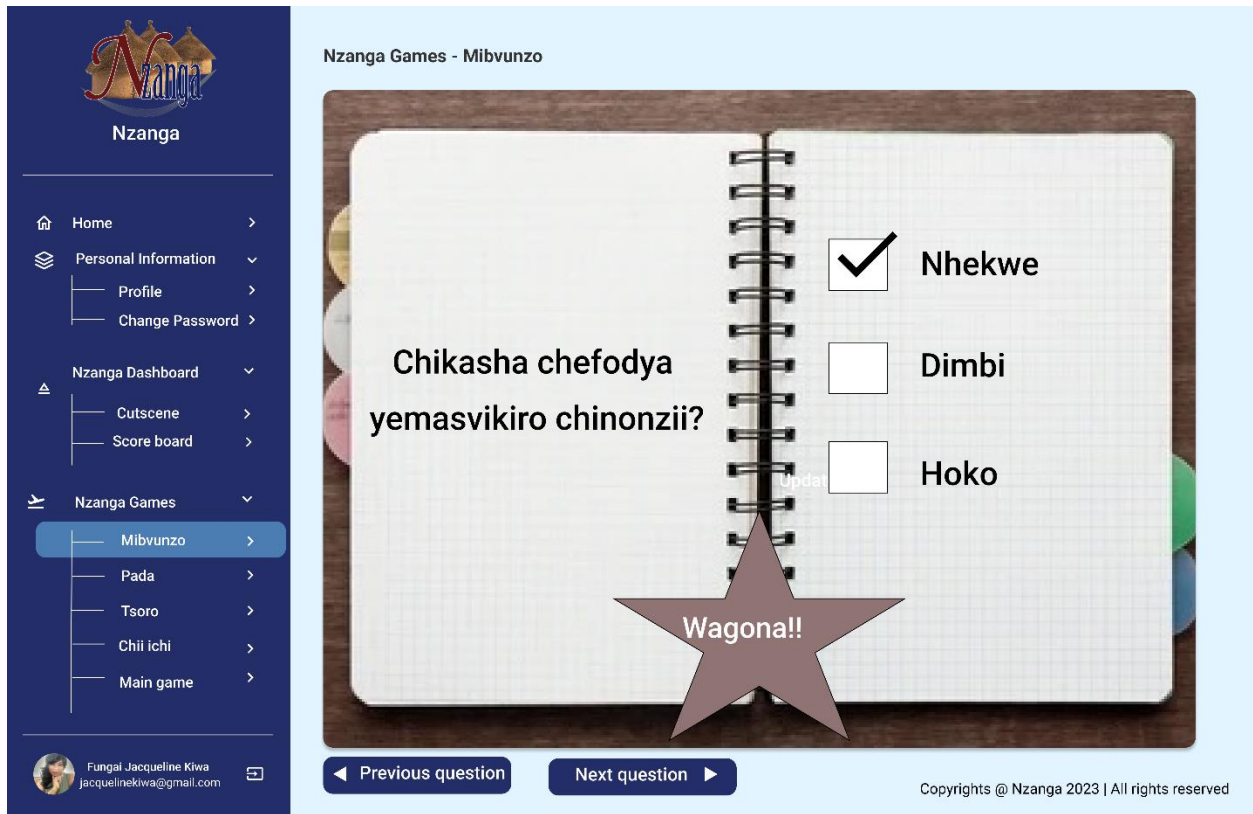 Nzanga
Nzanga
Home
Personal Information
Profile
Change Password
Nzanga Dashboard
Cutscene
Score board
Nzanga Games
Mibvunzo
Pada
Tsoro
Chii ichi
Main game
Fungai Jacqueline Kiwa
jacquelinekiwa@gmail.com
Nzanga Games - Mibvunzo
Chikasha chefodya
yemasvikiro chinonzii?
Nhekwe
Dimbi
Hoko
Updat
Wagona!!
Previous question
Next question
Copyrights @ Nzanga 2023 | All rights reserved